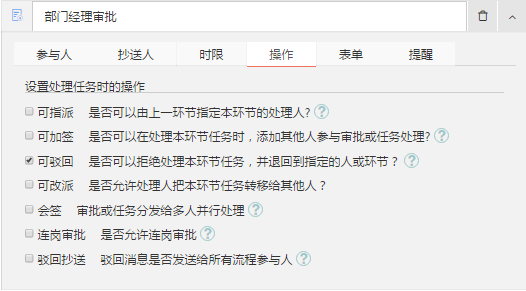 部门经理审批
参与人 抄送人 时限 操作 表单 提醒
设置处理任务时的操作
可指派 是否可以由上一环节指定本环节的处理人?
可加签 是否可以在处理本环节任务时，添加其他人参与审批或任务处理?
可驳回 是否可以拒绝处理本环节任务，并退回到指定的人或环节？
可改派 是否允许处理人把本环节任务转移给其他人？
会签 审批或任务分发给多人并行处理
连岗审批 是否允许连岗审批
驳回抄送 驳回消息是否发送给所有流程参与人